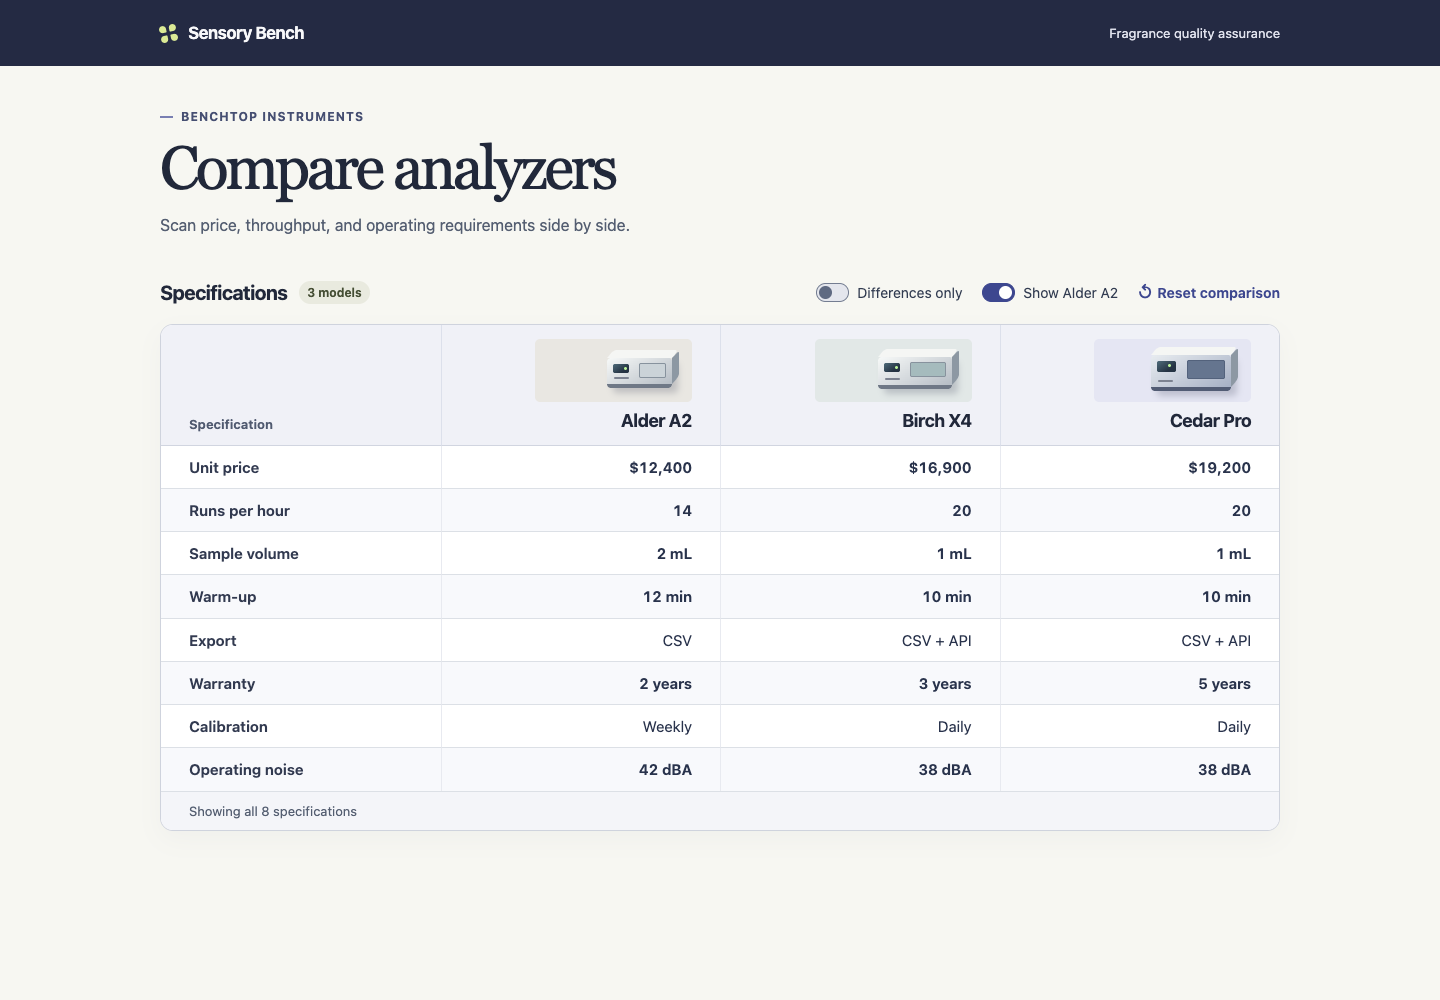 Sensory Bench
Fragrance quality assurance
— BENCHTOP INSTRUMENTS
Compare analyzers
Scan price, throughput, and operating requirements side by side.
Specifications 3 models
Differences only Show Alder A2 Reset comparison
Specification Alder A2 Birch X4 Cedar Pro
Unit price $12,400 $16,900 $19,200
Runs per hour 14 20 20
Sample volume 2 mL 1 mL 1 mL
Warm-up 12 min 10 min 10 min
Export CSV CSV + API CSV + API
Warranty 2 years 3 years 5 years
Calibration Weekly Daily Daily
Operating noise 42 dBA 38 dBA 38 dBA
Showing all 8 specifications